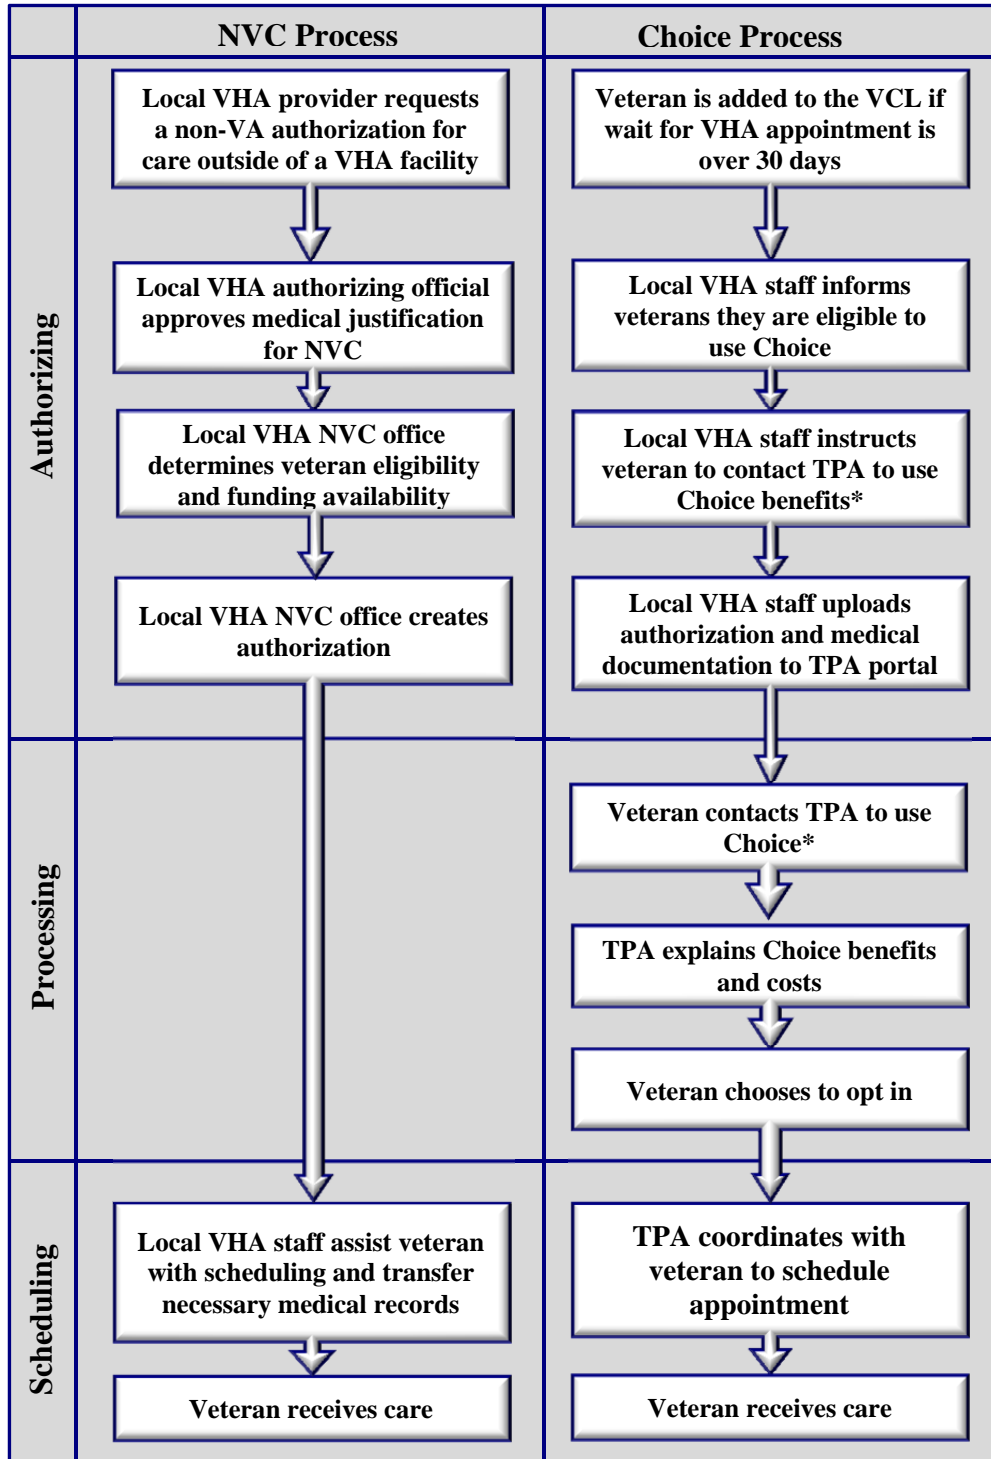 NVC Process
Choice Process
Authorizing
Local VHA provider requests
a non-VA authorization for
care outside of a VHA facility
Local VHA authorizing official
approves medical justification
for NVC
Local VHA NVC office
determines veteran eligibility
and funding availability
Local VHA NVC office creates
authorization
Veteran is added to the VCL if
wait for VHA appointment is
over 30 days
Local VHA staff informs
veterans they are eligible to
use Choice
Local VHA staff instructs
veteran to contact TPA to use
Choice benefits*
Local VHA staff uploads
authorization and medical
documentation to TPA portal
Processing
Veteran contacts TPA to use
Choice*
TPA explains Choice benefits
and costs
Veteran chooses to opt in
Scheduling
Local VHA staff assist veteran
with scheduling and transfer
necessary medical records
Veteran receives care
TPA coordinates with
veteran to schedule
appointment
Veteran receives care